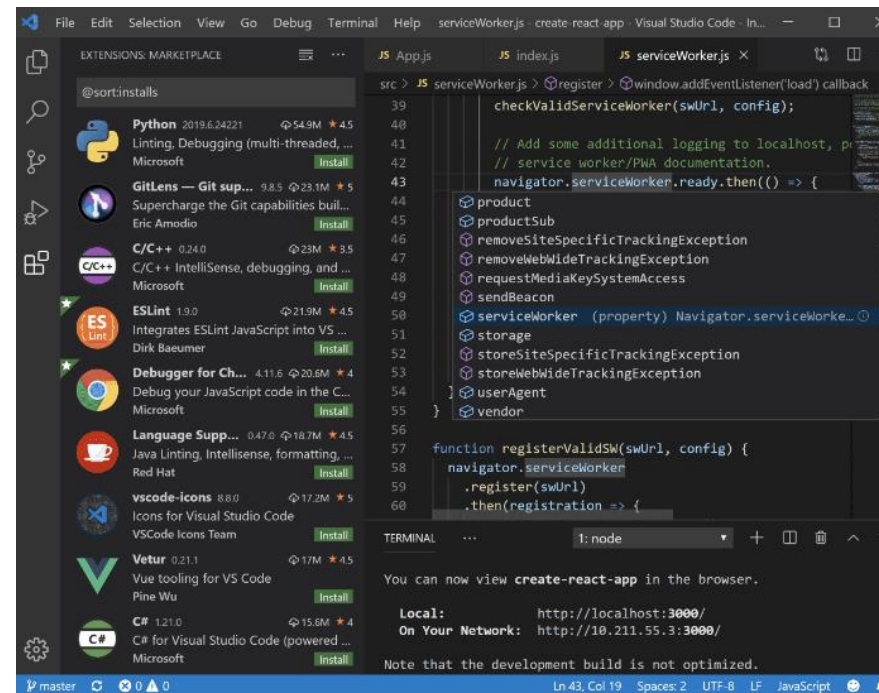 File Edit Selection View Go Debug Terminal Help serviceWorker.js - create-react-app - Visual Studio Code - In...
EXTENSIONS: MARKETPLACE
@sort:installs
Python 2019.6.24221 54.9M ★ 4.5
Linting, Debugging (multi-threaded, ...
Microsoft Install
GitLens — Git sup... 9.8.5 23.1M ★ 5
Supercharge the Git capabilities buil...
Eric Amodio Install
C/C++
C/C++ 0.24.0 23M ★ 3.5
C/C++ IntelliSense, debugging, and ...
Microsoft Install
ES
Lint
ESLint 1.9.0 21.9M ★ 4.5
Integrates ESLint JavaScript into VS ...
Dirk Baeumer Install
Debugger for Ch... 4.11.6 20.6M ★ 4
Debug your JavaScript code in the C...
Microsoft Install
Language Supp... 0.47.0 18.7M ★ 4.5
Java Linting, Intellisense, formatting, ...
Red Hat Install
vscode-icons 8.8.0 17.2M ★ 5
Icons for Visual Studio Code
VSCode Icons Team Install
Vetur 0.21.1 17M ★ 4.5
Vue tooling for VS Code
Pine Wu Install
C#
C# 1.21.0 15.6M ★ 4
C# for Visual Studio Code (powered ...
Microsoft Install
JS App.js JS index.js JS serviceWorker.js ×
src > JS serviceWorker.js > register > window.addEventListener('load') callback
39 checkValidServiceWorker(swUrl, config);
40
41 // Add some additional logging to localhost, p
42 // service worker/PWA documentation.
43 navigator.serviceWorker.ready.then(() => {
44 product
45 productSub
46 removeSiteSpecificTrackingException
47 removeWebWideTrackingException
48 requestMediaKeySystemAccess
49 sendBeacon
50 serviceWorker (property) Navigator.serviceWorke...
51 storage
52 storeSiteSpecificTrackingException
53 storeWebWideTrackingException
54 } userAgent
55 } vendor
56
57 function registerValidSW(swUrl, config) {
58 navigator.serviceWorker
59 .register(swUrl)
60 .then(registration => {
TERMINAL ... 1: node
You can now view create-react-app in the browser.
Local: http://localhost:3000/
On Your Network: http://10.211.55.3:3000/
Note that the development build is not optimized.
master 0 0 Ln 43, Col 19 Spaces: 2 UTF-8 LF JavaScript